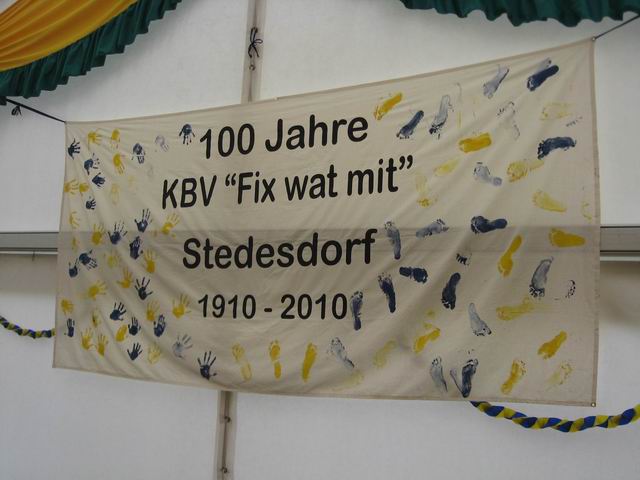 100 Jahre
KBV “Fix wat mit”
Stedesdorf
1910 - 2010